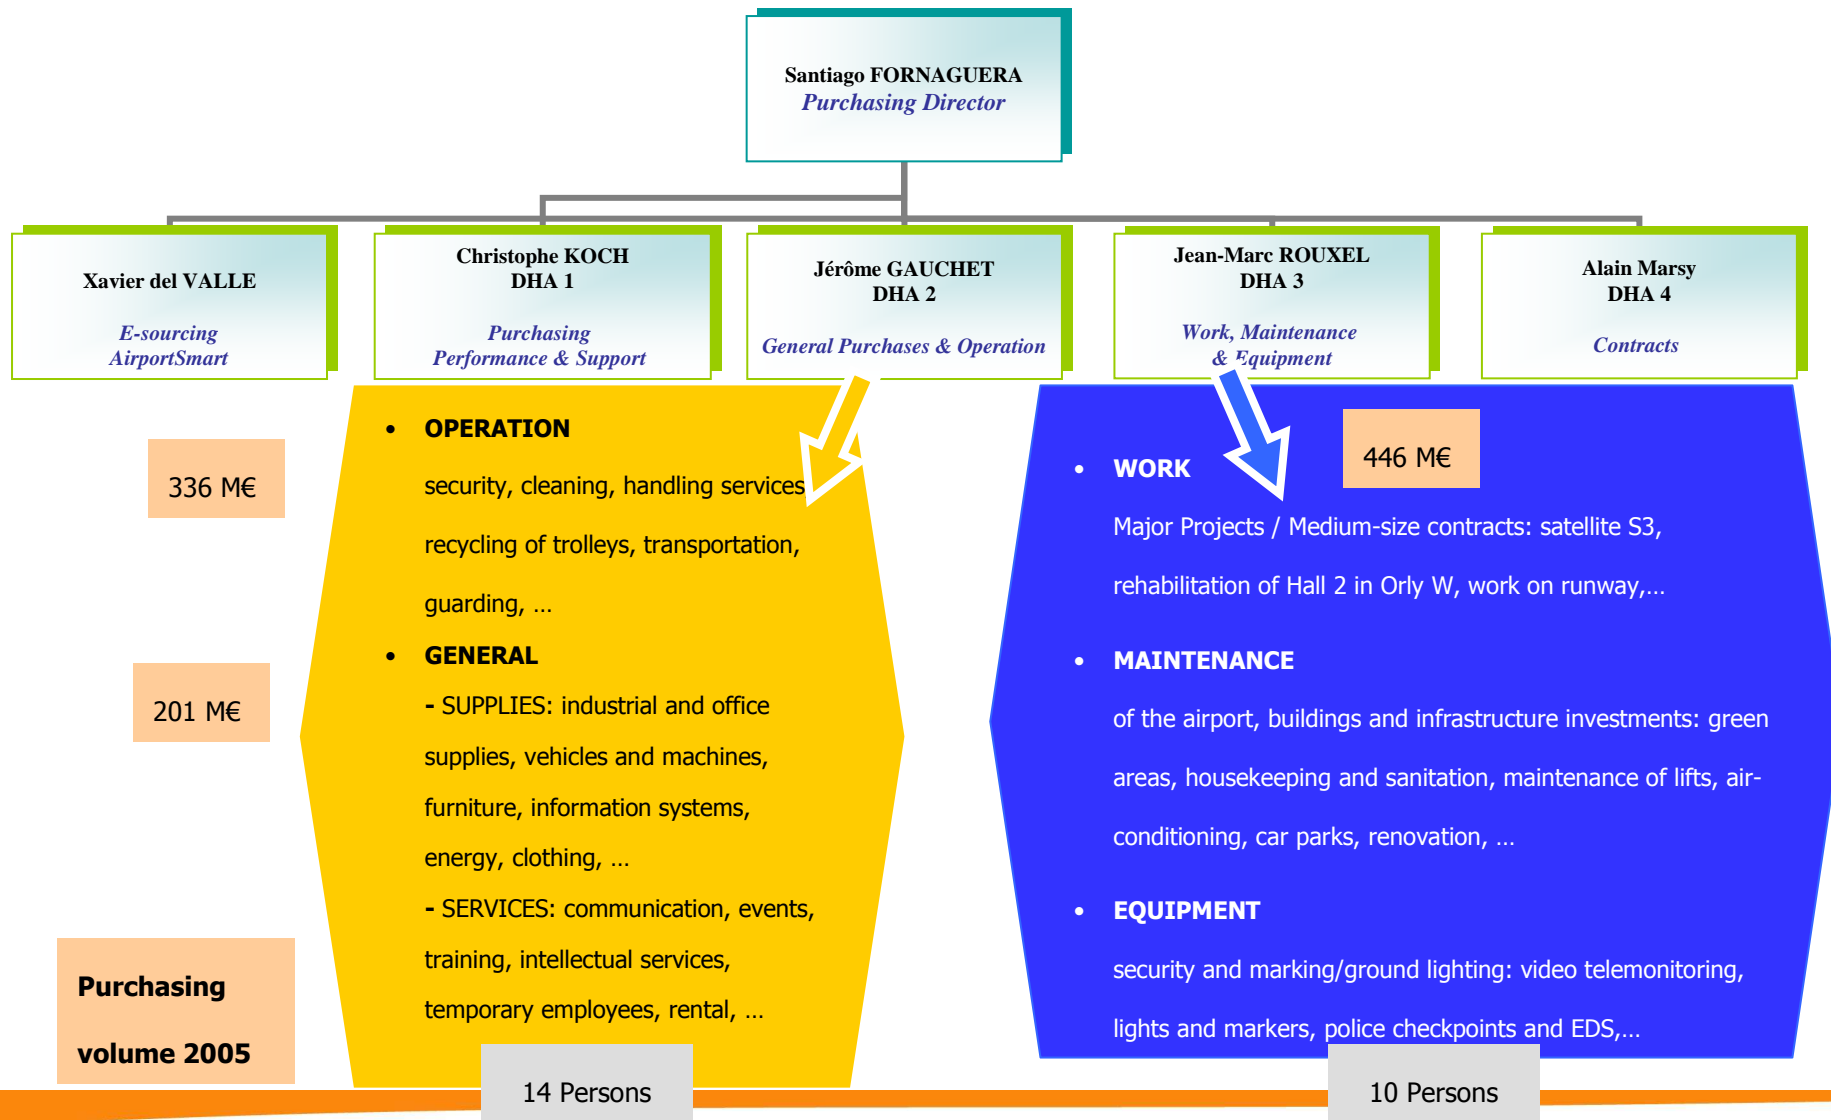 Santiago FORNAGUERA
Purchasing Director
Xavier del VALLE
E-sourcing
AirportSmart
Christophe KOCH
DHA 1
Purchasing
Performance & Support
Jérôme GAUCHET
DHA 2
General Purchases & Operation
Jean-Marc ROUXEL
DHA 3
Work, Maintenance
& Equipment
Alain Marsy
DHA 4
Contracts
336 M€
201 M€
Purchasing
volume 2005
• OPERATION
security, cleaning, handling services
recycling of trolleys, transportation,
guarding, …
• GENERAL
- SUPPLIES: industrial and office
supplies, vehicles and machines,
furniture, information systems,
energy, clothing, …
- SERVICES: communication, events,
training, intellectual services,
temporary employees, rental, …
14 Persons
446 M€
• WORK
Major Projects / Medium-size contracts: satellite S3,
rehabilitation of Hall 2 in Orly W, work on runway,…
• MAINTENANCE
of the airport, buildings and infrastructure investments: green
areas, housekeeping and sanitation, maintenance of lifts, air-
conditioning, car parks, renovation, …
• EQUIPMENT
security and marking/ground lighting: video telemonitoring,
lights and markers, police checkpoints and EDS,…
10 Persons